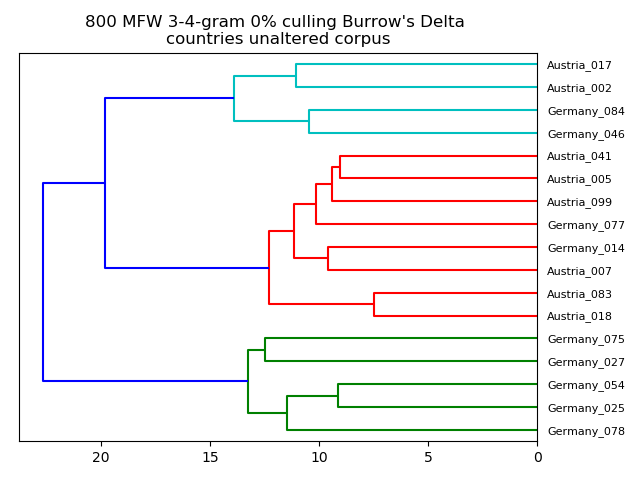 800 MFW 3-4-gram 0% culling Burrow's Delta
countries unaltered corpus
Austria_017
Austria_002
Germany_084
Germany_046
Austria_041
Austria_005
Austria_099
Germany_077
Germany_014
Austria_007
Austria_083
Austria_018
Germany_075
Germany_027
Germany_054
Germany_025
Germany_078
20 15 10 5 0